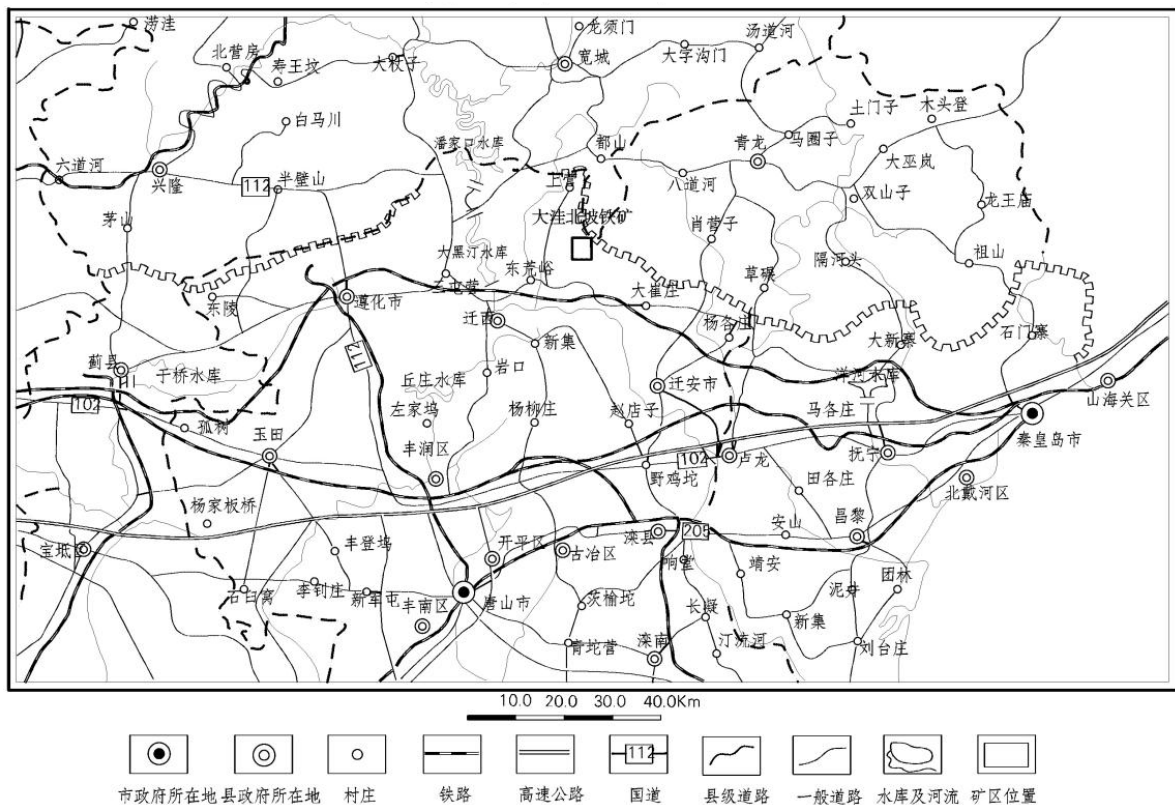 涝洼
龙须门
汤道河
北营房
寿王坟
大杖子
宽城
大字沟门
白马川
潘家口水库
都山
青龙
马圈子
土门子
木头登
六道河
兴隆
112
半壁山
八道河
大巫岚
双山子
龙王庙
茅山
大洼北坡铁矿
肖营子
大黑汀水库
东荒峪
草碾
隔河头
祖山
东陵
遵化市
三屯营
大崔庄
迁西
新集
杨各庄
大新寨
石门寨
蓟县
于桥水库
112
丘庄水库
岩口
迁安市
洋河水库
山海关区
102
孤树
玉田
左家坞
杨柳庄
赵店子
马各庄
秦皇岛市
丰润区
野鸡坨
102
卢龙
抚宁
田各庄
北戴河区
杨家板桥
宝坻
丰登坞
开平区
古冶区
滦县
205
安山
昌黎
石臼窝
李钊庄
新军屯
丰南区
唐山市
响堂
靖安
泥井
团林
茨榆坨
长凝
新集
青坨营
滦南
汀流河
刘台庄
10.0 20.0 30.0 40.0Km
112
市政府所在地 县政府所在地 村庄 铁路 高速公路 国道 县级道路 一般道路 水库及河流 矿区位置